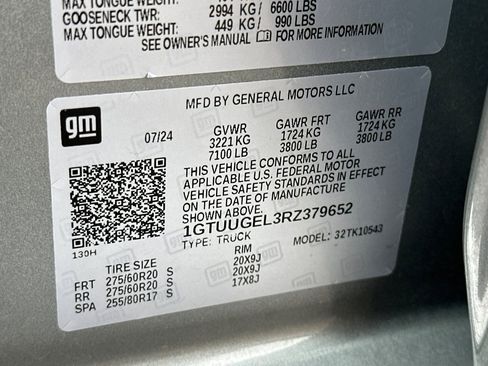 MAX TONGUE WEIGHT
GOOSENECK TWR: 2994 KG/ 6600 LBS
MAX TONGUE WEIGHT: 449 KG/ 990 LBS
SEE OWNER'S MANUAL FOR MORE INFORMATION
MFD BY GENERAL MOTORS LLC
gm
07/24 GVWR GAWR FRT GAWR RR
3221 KG 1724 KG 1724 KG
7100 LB 3800 LB 3800 LB
THIS VEHICLE CONFORMS TO ALL
APPLICABLE U.S. FEDERAL MOTOR
VEHICLE SAFETY STANDARDS IN EFFECT
ON THE DATE OF MANUFACTURE
SHOWN ABOVE
1GTUUGEL3RZ379652
130H
TYPE: TRUCK MODEL: 32TK10543
TIRE SIZE RIM
FRT 275/60R20 S 20X9J
RR 275/60R20 S 20X9J
SPA 255/80R17 S 17X8J